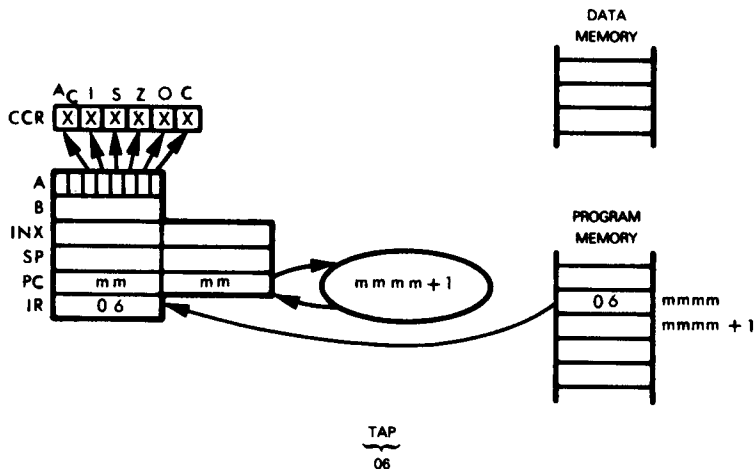 DATA
MEMORY
A_C I S Z O C
CCR X X X X X X
A
B
INX
SP
PC mm mm
IR 06
mmmm+1
PROGRAM
MEMORY
06 mmmm
mmmm +1
TAP
06